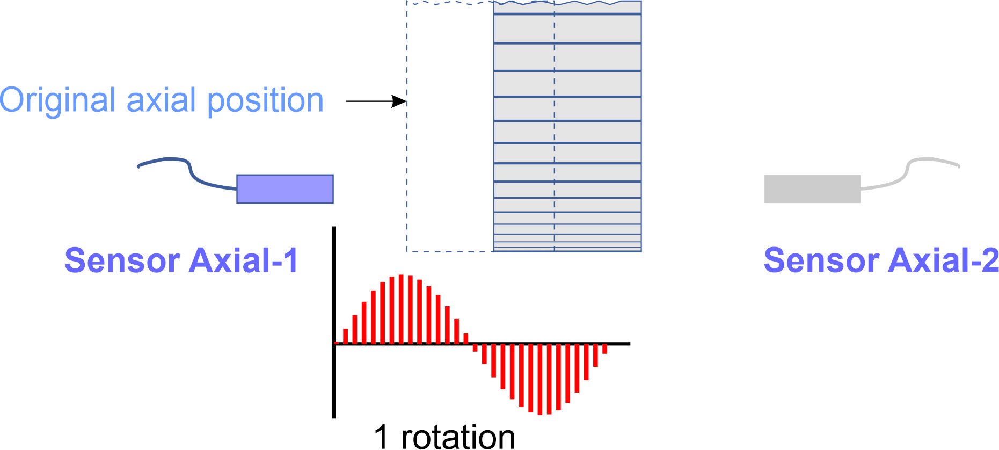 Original axial position
Sensor Axial-1
Sensor Axial-2
1 rotation